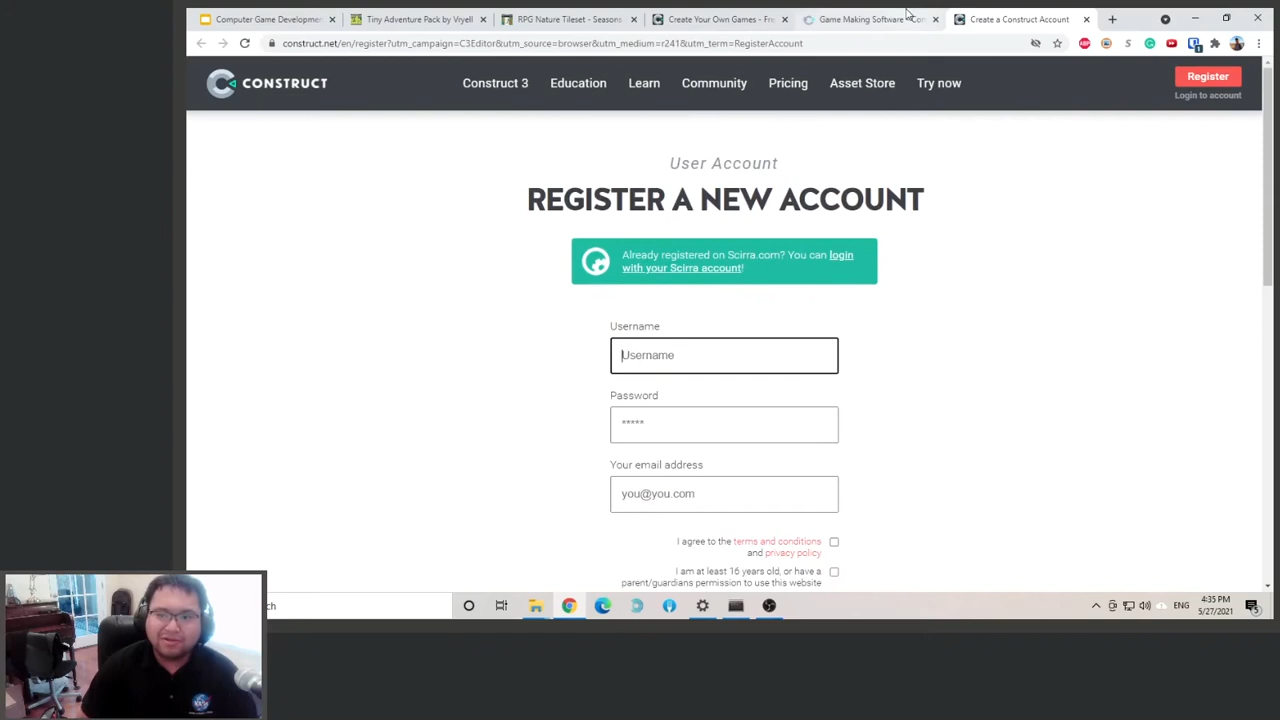 Computer Game Developmen
Tiny Adventure Pack by Vryell
RPG Nature Tileset - Seasons
Create Your Own Games - Fre
Game Making Software
Create a Construct Account
construct.net/en/register?utm_campaign=C3Editor&utm_source=browser&utm_medium=r241&utm_term=RegisterAccount
CONSTRUCT
Construct 3 Education Learn Community Pricing Asset Store Try now
Register
Login to account
User Account
REGISTER A NEW ACCOUNT
Already registered on Scirra.com? You can login
with your Scirra account!
Username
Username
Password
*****
Your email address
you@you.com
I agree to the terms and conditions
and privacy policy
I am at least 16 years old, or have a
parent/guardians permission to use this website
ch
ENG
4:35 PM
5/27/2021